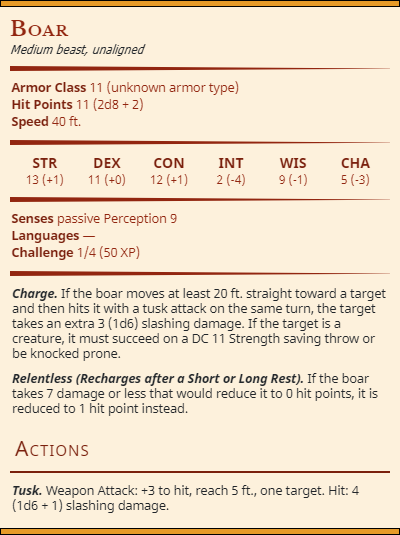 Boar
Medium beast, unaligned
Armor Class 11 (unknown armor type)
Hit Points 11 (2d8 + 2)
Speed 40 ft.
STR DEX CON INT WIS CHA
13 (+1) 11 (+0) 12 (+1) 2 (-4) 9 (-1) 5 (-3)
Senses passive Perception 9
Languages —
Challenge 1/4 (50 XP)
Charge. If the boar moves at least 20 ft. straight toward a target
and then hits it with a tusk attack on the same turn, the target
takes an extra 3 (1d6) slashing damage. If the target is a
creature, it must succeed on a DC 11 Strength saving throw or
be knocked prone.
Relentless (Recharges after a Short or Long Rest). If the boar
takes 7 damage or less that would reduce it to 0 hit points, it is
reduced to 1 hit point instead.
Actions
Tusk. Weapon Attack: +3 to hit, reach 5 ft., one target. Hit: 4
(1d6 + 1) slashing damage.